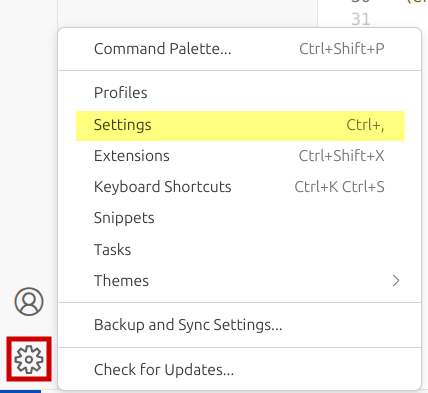 31
Command Palette... Ctrl+Shift+P
Profiles
Settings Ctrl+,
Extensions Ctrl+Shift+X
Keyboard Shortcuts Ctrl+K Ctrl+S
Snippets
Tasks
Themes
Backup and Sync Settings...
Check for Updates...